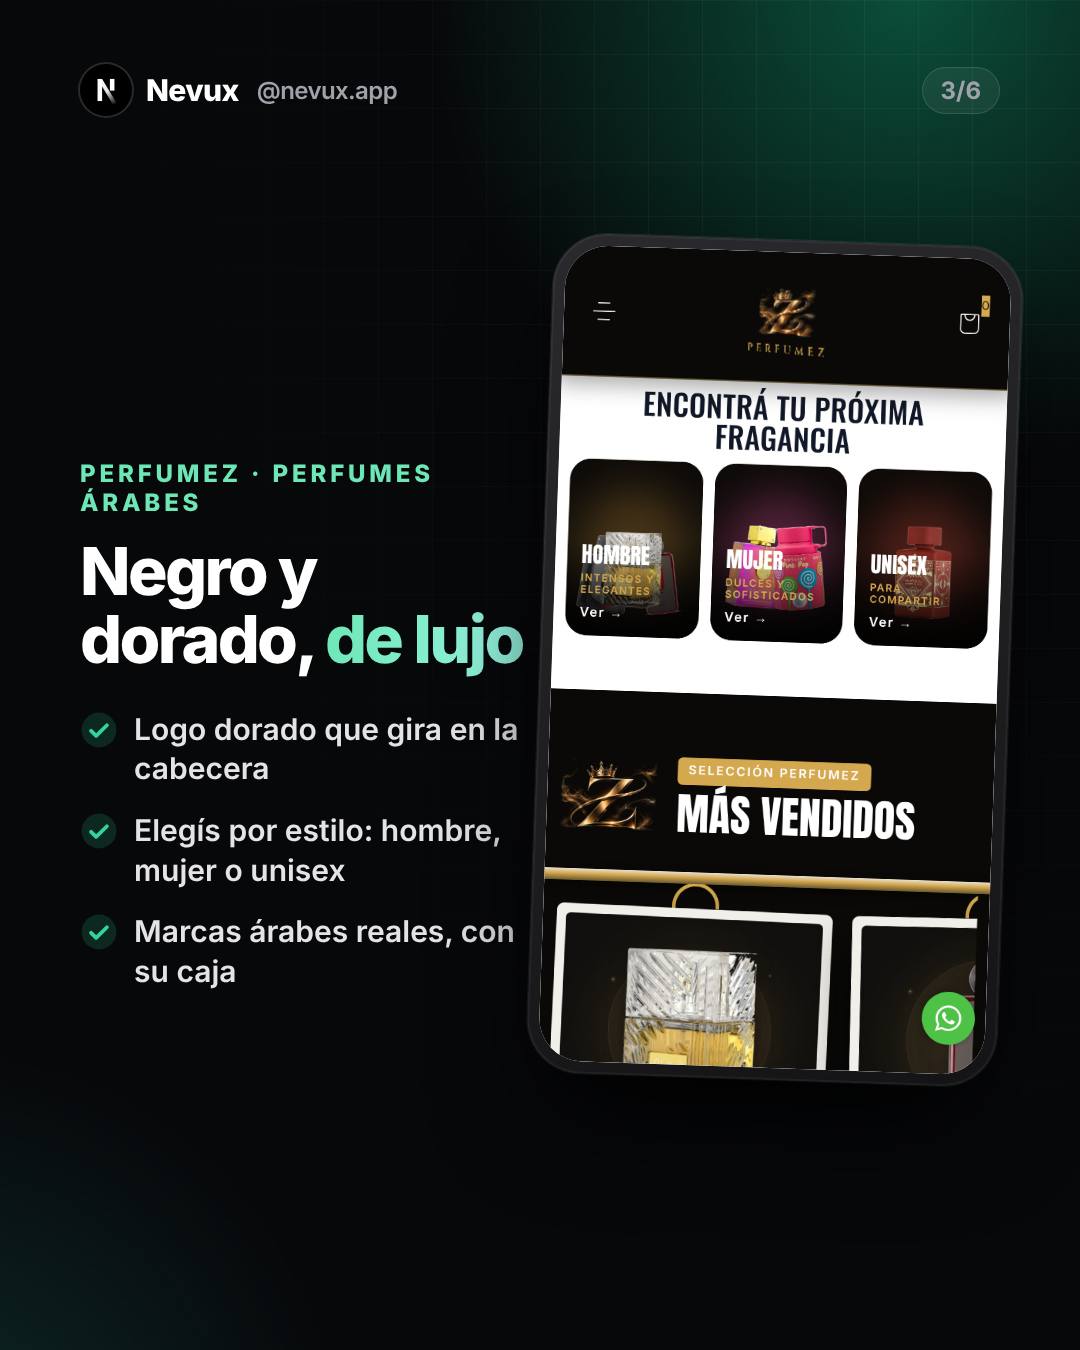 N Nevux @nevux.app
3/6
PERFUMEZ · PERFUMES
ÁRABES
Negro y
dorado, de lujo
Logo dorado que gira en la
cabecera
Elegís por estilo: hombre,
mujer o unisex
Marcas árabes reales, con
su caja
0
Z
PERFUMEZ
ENCONTRÁ TU PRÓXIMA
FRAGANCIA
HOMBRE
INTENSOS Y
ELEGANTES
Ver →
MUJER
DULCES Y
SOFISTICADOS
Ver →
UNISEX
PARA
COMPARTIR
Ver →
Z
SELECCIÓN PERFUMEZ
MÁS VENDIDOS